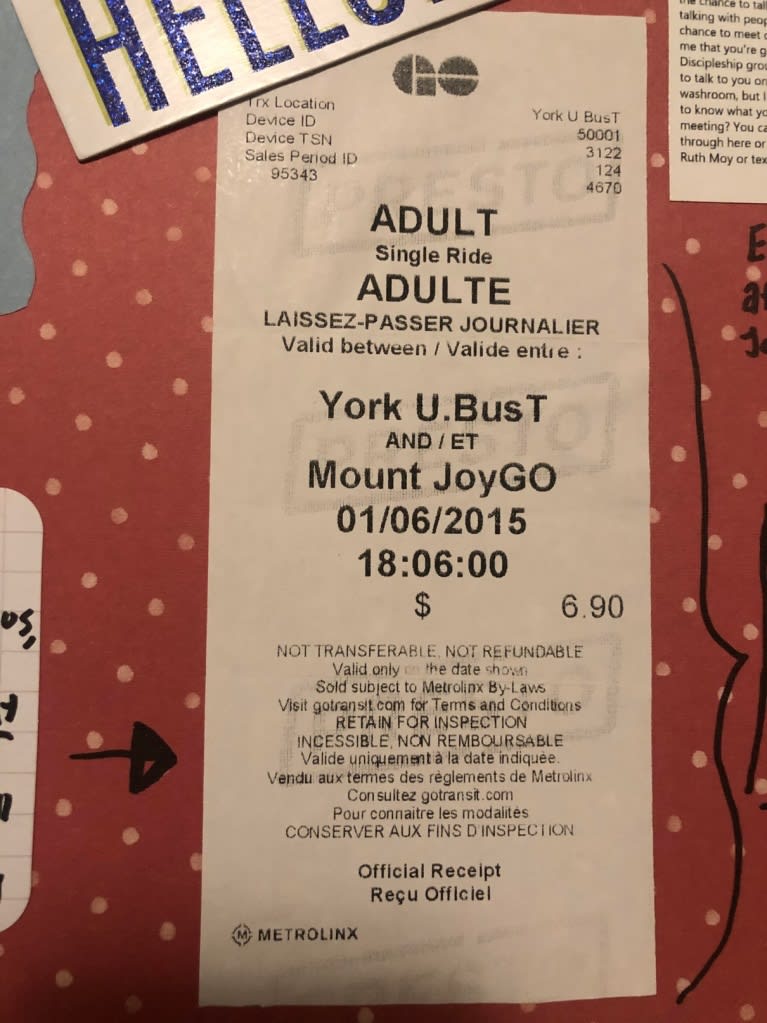 HELLO
GO
Trx Location
York U BusT
Device ID
50001
Device TSN
3122
Sales Period ID
124
95343
4670
ADULT
Single Ride
ADULTE
LAISSEZ-PASSER JOURNALIER
Valid between / Valide entre :
York U.BusT
AND / ET
Mount JoyGO
01/06/2015
18:06:00
$ 6.90
NOT TRANSFERABLE, NOT REFUNDABLE
Valid only on the date shown
Sold subject to Metrolinx By-Laws
Visit gotransit.com for Terms and Conditions
RETAIN FOR INSPECTION
INCESSIBLE, NON REMBOURSABLE
Valide uniquement à la date indiquée.
Vendu aux termes des règlements de Metrolinx
Consultez gotransit.com
Pour connaitre les modalités
CONSERVER AUX FINS D'INSPECTION
Official Receipt
Reçu Officiel
METROLINX
PRESTO
PRESTO
the chance to
talking with
chance to meet
me that you're
Discipleship
to talk to you
washroom, but I
to know what
meeting? You
through here or
Ruth Moy or